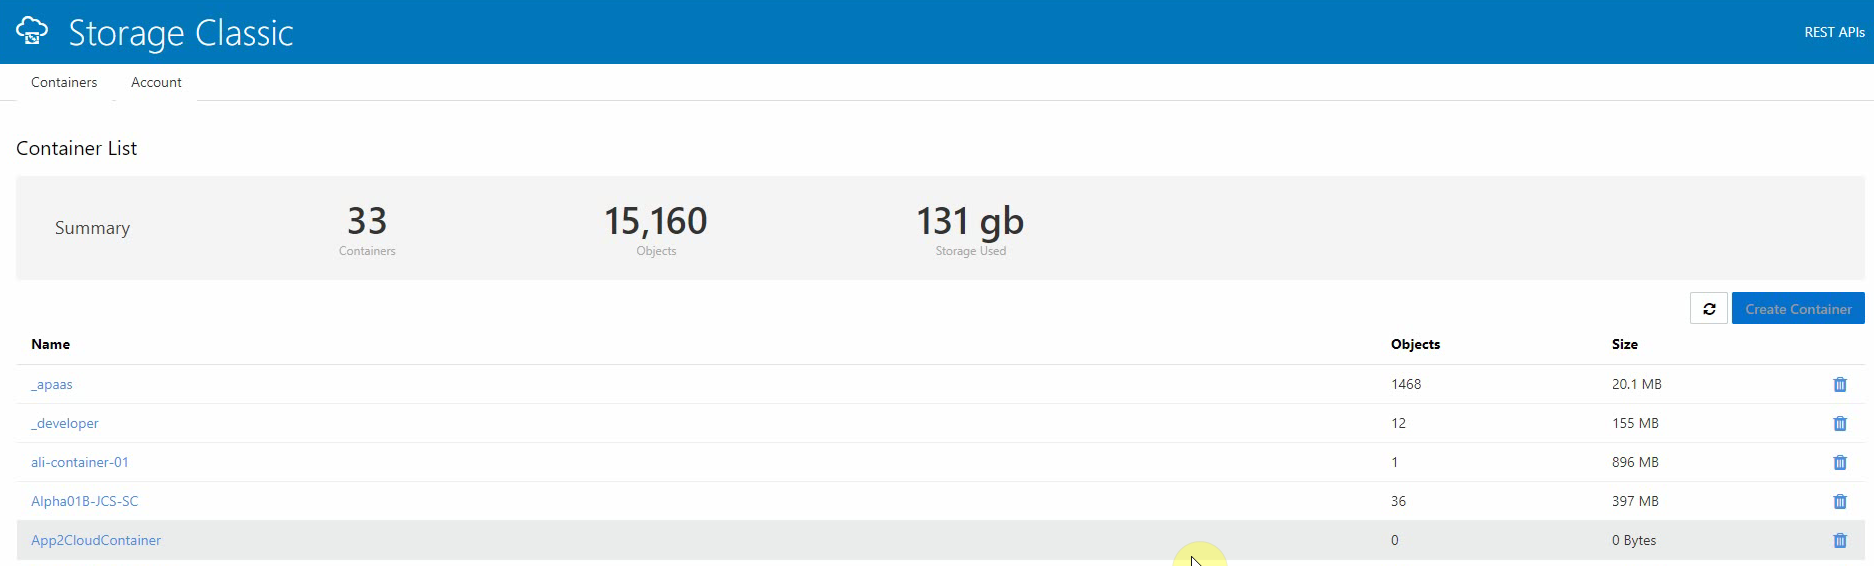 Storage Classic
REST APIs
Containers Account
Container List
Summary
33
Containers
15,160
Objects
131 gb
Storage Used
Create Container
Name Objects Size
_apaas 1468 20.1 MB
_developer 12 155 MB
ali-container-01 1 896 MB
Alpha01B-JCS-SC 36 397 MB
App2CloudContainer 0 0 Bytes